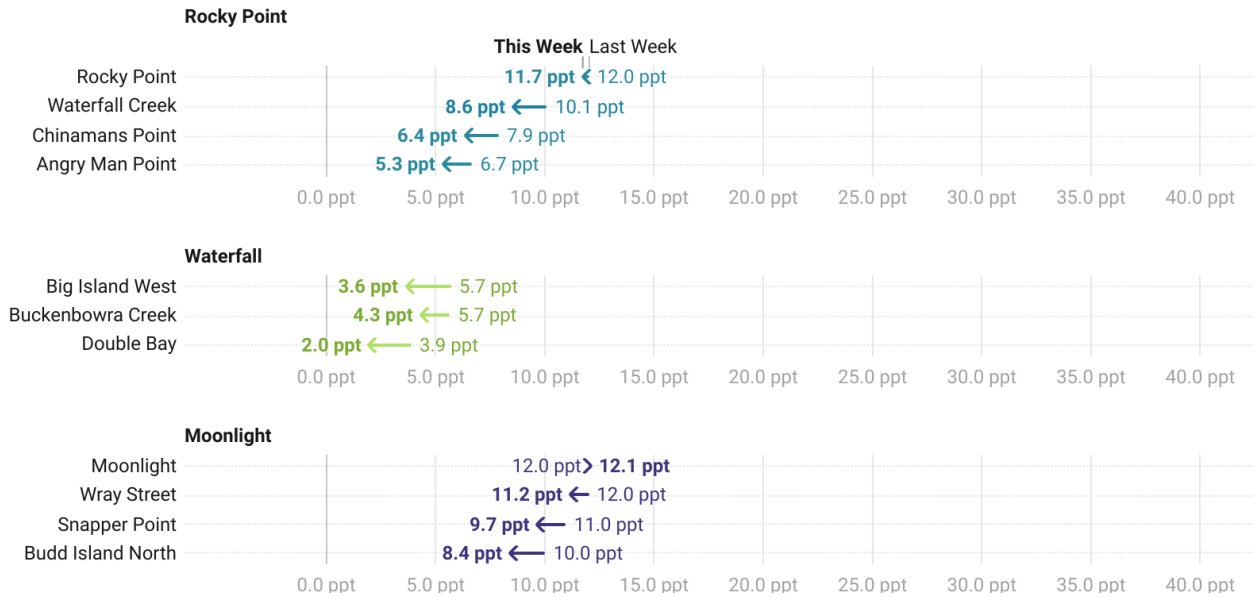 Rocky Point
This Week Last Week
Rocky Point 11.7 ppt 12.0 ppt
Waterfall Creek 8.6 ppt 10.1 ppt
Chinamans Point 6.4 ppt 7.9 ppt
Angry Man Point 5.3 ppt 6.7 ppt
0.0 ppt 5.0 ppt 10.0 ppt 15.0 ppt 20.0 ppt 25.0 ppt 30.0 ppt 35.0 ppt 40.0 ppt
Waterfall
Big Island West 3.6 ppt 5.7 ppt
Buckenbowra Creek 4.3 ppt 5.7 ppt
Double Bay 2.0 ppt 3.9 ppt
0.0 ppt 5.0 ppt 10.0 ppt 15.0 ppt 20.0 ppt 25.0 ppt 30.0 ppt 35.0 ppt 40.0 ppt
Moonlight
Moonlight 12.0 ppt 12.1 ppt
Wray Street 11.2 ppt 12.0 ppt
Snapper Point 9.7 ppt 11.0 ppt
Budd Island North 8.4 ppt 10.0 ppt
0.0 ppt 5.0 ppt 10.0 ppt 15.0 ppt 20.0 ppt 25.0 ppt 30.0 ppt 35.0 ppt 40.0 ppt